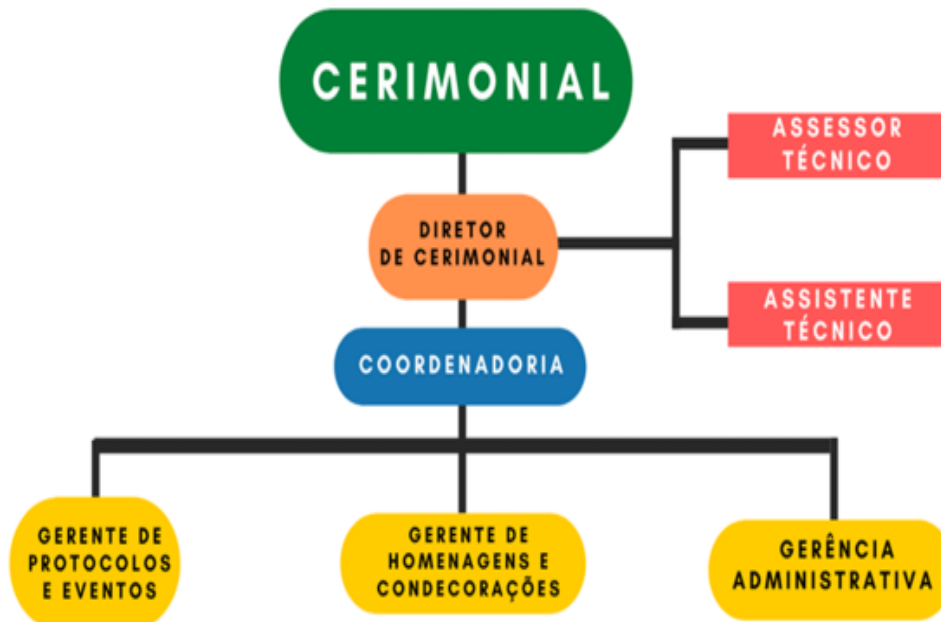 CERIMONIAL
ASSESSOR
TÉCNICO
DIRETOR
DE CERIMONIAL
ASSISTENTE
TÉCNICO
COORDENADORIA
GERENTE DE
PROTOCOLOS
E EVENTOS
GERENTE DE
HOMENAGENS E
CONDECORAÇÕES
GERÊNCIA
ADMINISTRATIVA